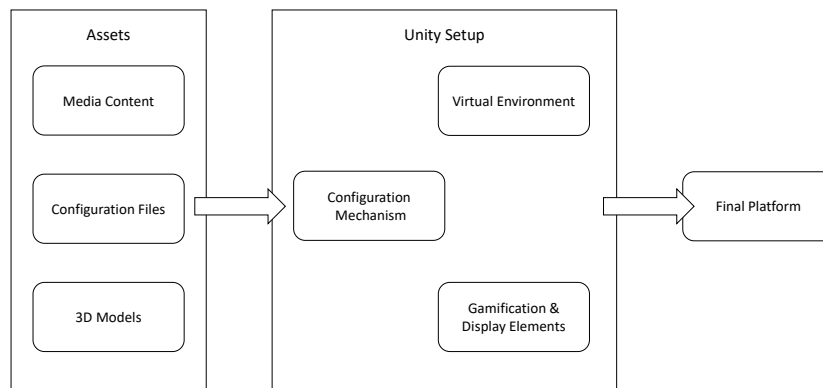 Assets
Media Content
Configuration Files
3D Models
Unity Setup
Virtual Environment
Configuration
Mechanism
Gamification &
Display Elements
Final Platform